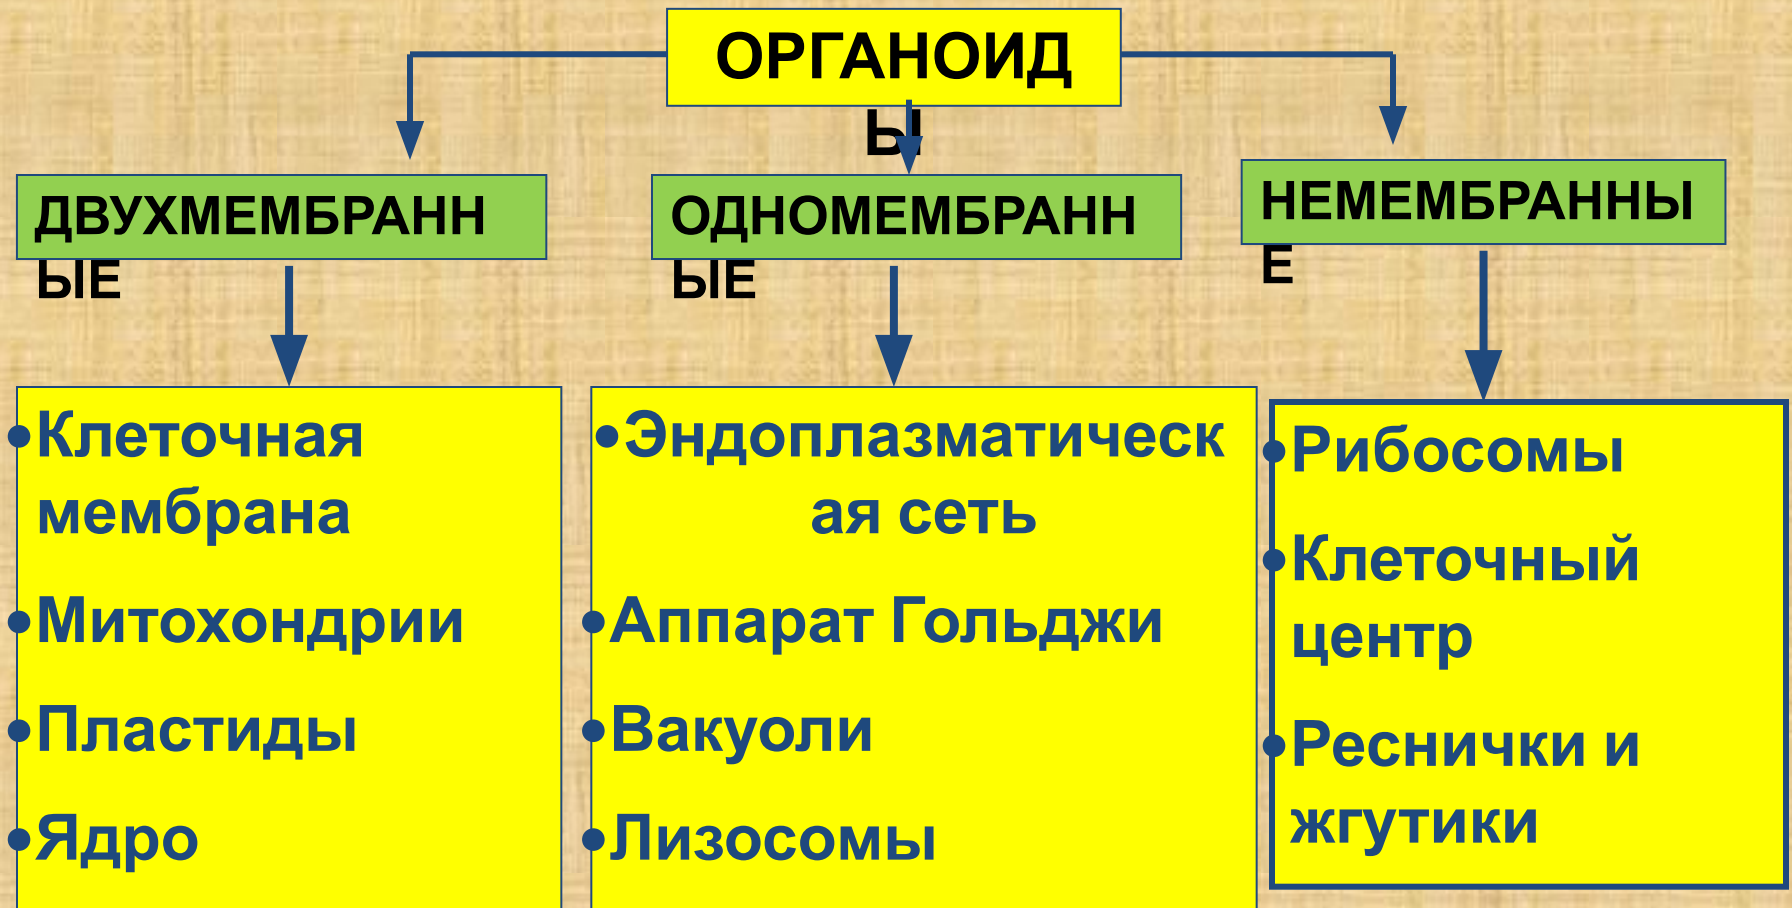 ОРГАНОИД
Ы
ДВУХМЕМБРАНН
ЫЕ
ОДНОМЕМБРАНН
ЫЕ
НЕМЕМБРАННЫ
Е
•Клеточная
мембрана
•Митохондрии
•Пластиды
•Ядро
•Эндоплазматическ
ая сеть
•Аппарат Гольджи
•Вакуоли
•Лизосомы
•Рибосомы
•Клеточный
центр
•Реснички и
жгутики